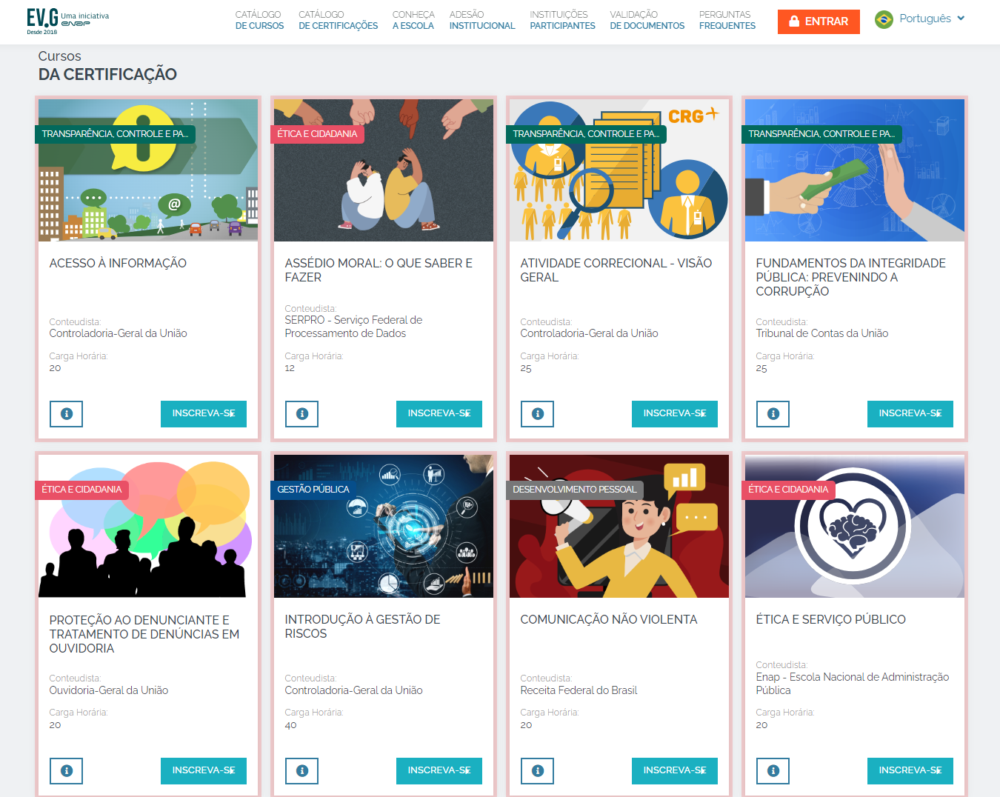 EV.G Uma iniciativa enap
Desde 2018
CATÁLOGO
DE CURSOS
CATÁLOGO
DE CERTIFICAÇÕES
CONHEÇA
A ESCOLA
ADESÃO
INSTITUCIONAL
INSTITUIÇÕES
PARTICIPANTES
VALIDAÇÃO
DE DOCUMENTOS
PERGUNTAS
FREQUENTES
ENTRAR
Português
Cursos
DA CERTIFICAÇÃO
TRANSPARÊNCIA, CONTROLE E PA...
@
ACESSO À INFORMAÇÃO
Conteudista:
Controladoria-Geral da União
Carga Horária:
20
INSCREVA-SE
ÉTICA E CIDADANIA
ASSÉDIO MORAL: O QUE SABER E
FAZER
Conteudista:
SERPRO - Serviço Federal de
Processamento de Dados
Carga Horária:
12
INSCREVA-SE
CRG+
TRANSPARÊNCIA, CONTROLE E PA...
ATIVIDADE CORRECIONAL - VISÃO
GERAL
Conteudista:
Controladoria-Geral da União
Carga Horária:
25
INSCREVA-SE
TRANSPARÊNCIA, CONTROLE E PA...
FUNDAMENTOS DA INTEGRIDADE
PÚBLICA: PREVENINDO A
CORRUPÇÃO
Conteudista:
Tribunal de Contas da União
Carga Horária:
25
INSCREVA-SE
ÉTICA E CIDADANIA
PROTEÇÃO AO DENUNCIANTE E
TRATAMENTO DE DENÚNCIAS EM
OUVIDORIA
Conteudista:
Ouvidoria-Geral da União
Carga Horária:
20
INSCREVA-SE
GESTÃO PÚBLICA
INTRODUÇÃO À GESTÃO DE
RISCOS
Conteudista:
Controladoria-Geral da União
Carga Horária:
40
INSCREVA-SE
DESENVOLVIMENTO PESSOAL
COMUNICAÇÃO NÃO VIOLENTA
Conteudista:
Receita Federal do Brasil
Carga Horária:
20
INSCREVA-SE
ÉTICA E CIDADANIA
ÉTICA E SERVIÇO PÚBLICO
Conteudista:
Enap - Escola Nacional de Administração
Pública
Carga Horária:
20
INSCREVA-SE